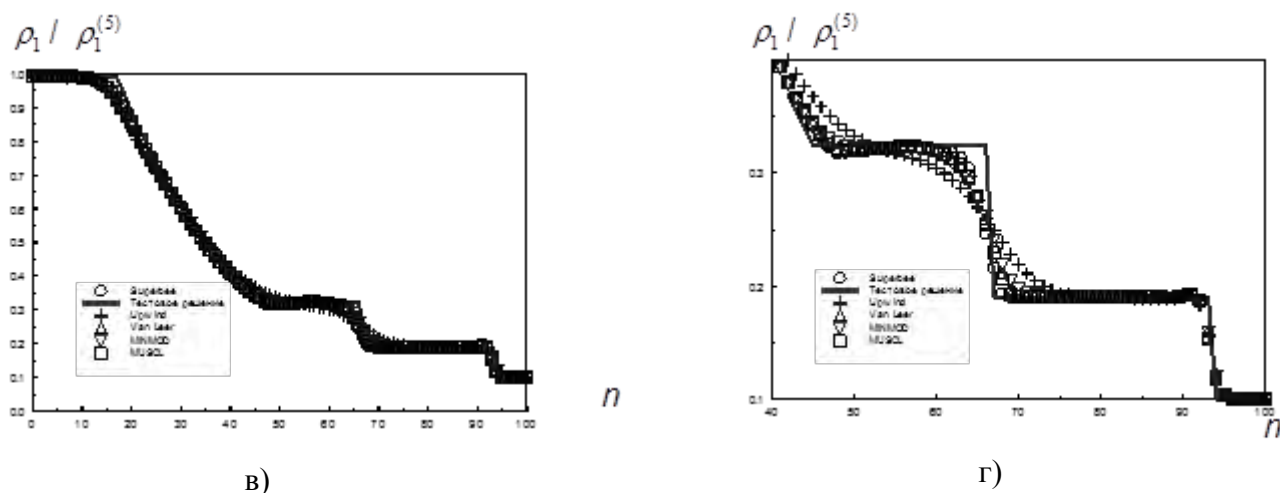 ρ₁ / ρ₁⁽⁵⁾
1.0
0.9
0.8
0.7
0.6
0.5
0.4
0.3
0.2
0.1
0.0
0 10 20 30 40 50 60 70 80 90 100
Superbee
Тестовое решение
Upwind
Van Leer
MINMOD
MUSCL
n
в)
ρ₁ / ρ₁⁽⁵⁾
0.3
0.2
0.1
40 50 60 70 80 90 100
Superbee
Тестовое решение
Upwind
Van Leer
MINMOD
MUSCL
n
г)